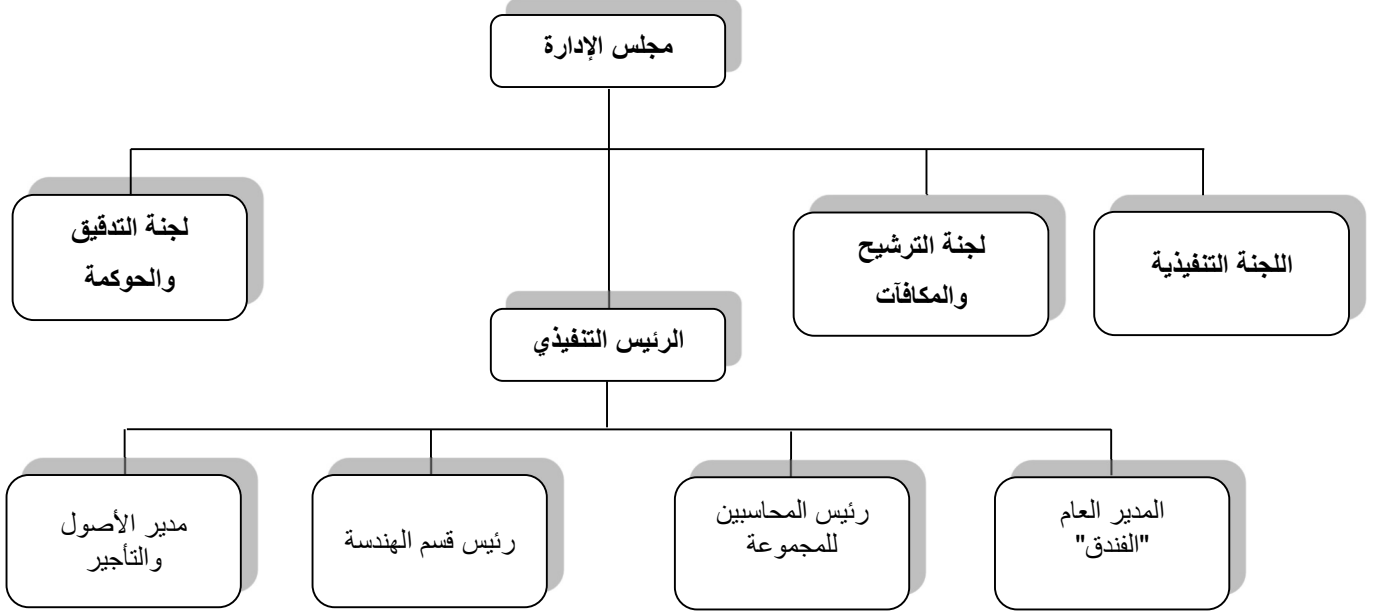 مجلس الإدارة
اللجنة التنفيذية
لجنة الترشيح
والمكافآت
لجنة التدقيق
والحوكمة
الرئيس التنفيذي
المدير العام
"الفندق"
رئيس المحاسبين
للمجموعة
رئيس قسم الهندسة
مدير الأصول
والتأجير